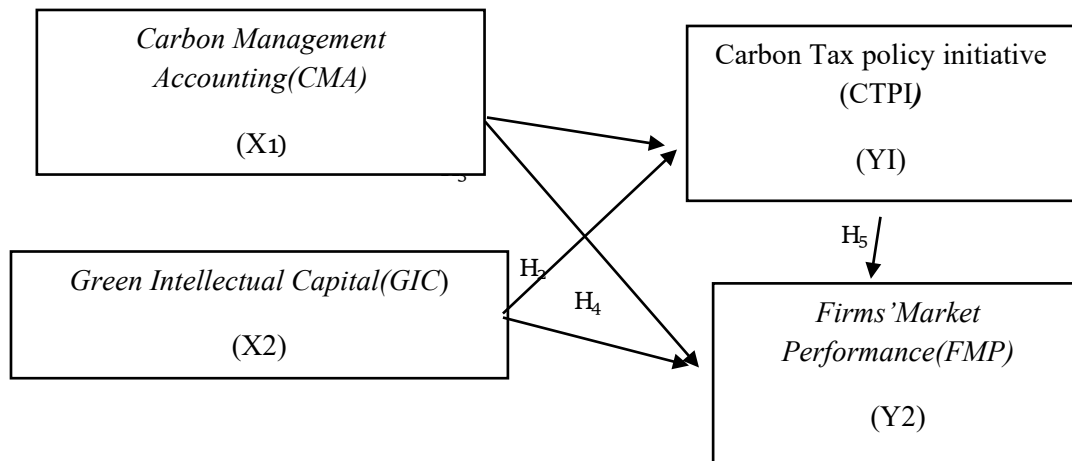 Carbon Management
Accounting(CMA)
(X1)
Carbon Tax policy initiative
(CTPI)
(YI)
H5
Green Intellectual Capital(GIC)
(X2)
H2
H4
Firms’Market
Performance(FMP)
(Y2)